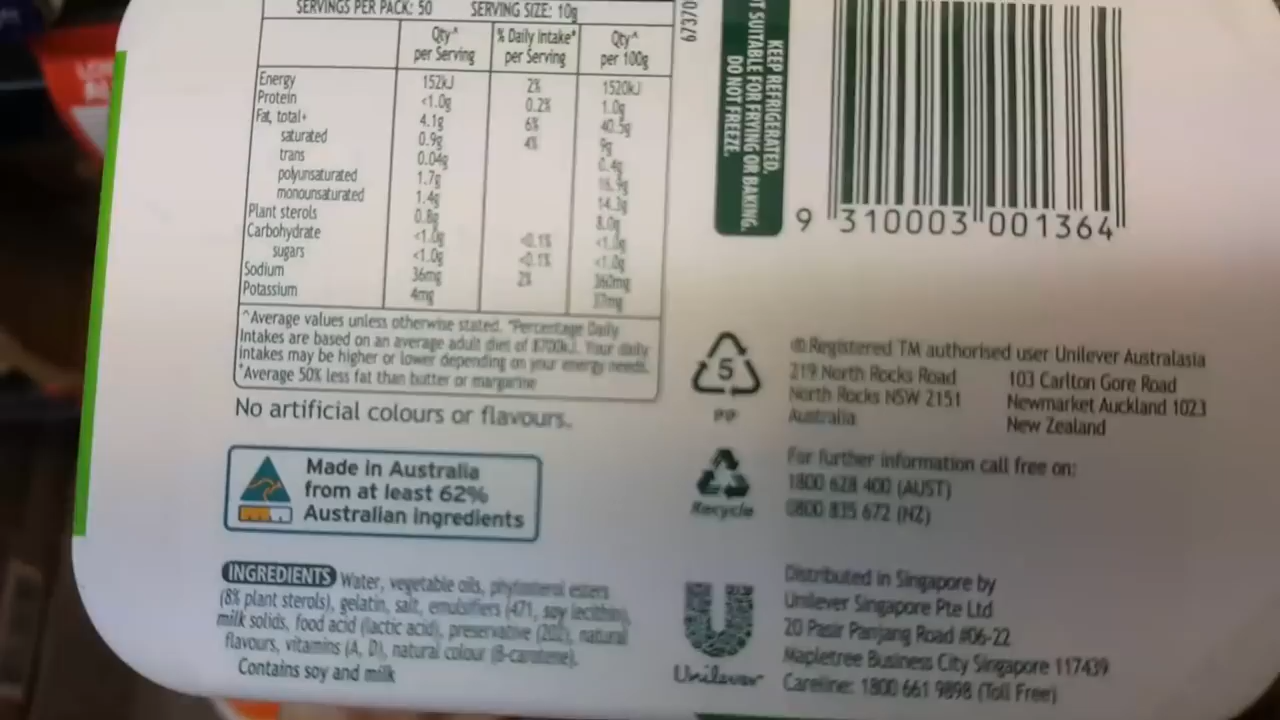 SERVINGS PER PACK: 50 SERVING SIZE: 10g
Qty^ per Serving % Daily Intake* per Serving Qty^ per 100g
Energy 152kJ 2% 1520kJ
Protein <1.0g 0.2% 1.0g
Fat, total+ 4.1g 6% 40.5g
saturated 0.9g 4% 9g
trans 0.04g 0.4g
polyunsaturated 1.7g 16.9g
monounsaturated 1.4g 14.3g
Plant sterols 0.8g 8.0g
Carbohydrate <1.0g <0.1% <1.0g
sugars <1.0g <0.1% <1.0g
Sodium 36mg 2% 360mg
Potassium 4mg 37mg
^Average values unless otherwise stated. *Percentage Daily
Intakes are based on an average adult diet of 8700kJ. Your daily
intakes may be higher or lower depending on your energy needs.
+Average 50% less fat than butter or margarine
No artificial colours or flavours.
Made in Australia
from at least 62%
Australian ingredients
INGREDIENTS Water, vegetable oils, phytosterol esters
(8% plant sterols), gelatin, salt, emulsifiers (471, soy lecithin),
milk solids, food acid (lactic acid), preservative (202), natural
flavours, vitamins (A, D), natural colour (B-carotene).
Contains soy and milk
KEEP REFRIGERATED.
T SUITABLE FOR FRYING OR BAKING.
DO NOT FREEZE.
9 310003 001364
5
PP
Recycle
® Registered TM authorised user Unilever Australasia
219 North Rocks Road
North Rocks NSW 2151
Australia
103 Carlton Gore Road
Newmarket Auckland 1023
New Zealand
For further information call free on:
1800 628 400 (AUST)
0800 835 672 (NZ)
Unilever
Distributed in Singapore by
Unilever Singapore Pte Ltd
20 Pasir Panjang Road #06-22
Mapletree Business City Singapore 117439
Careline: 1800 661 9898 (Toll Free)